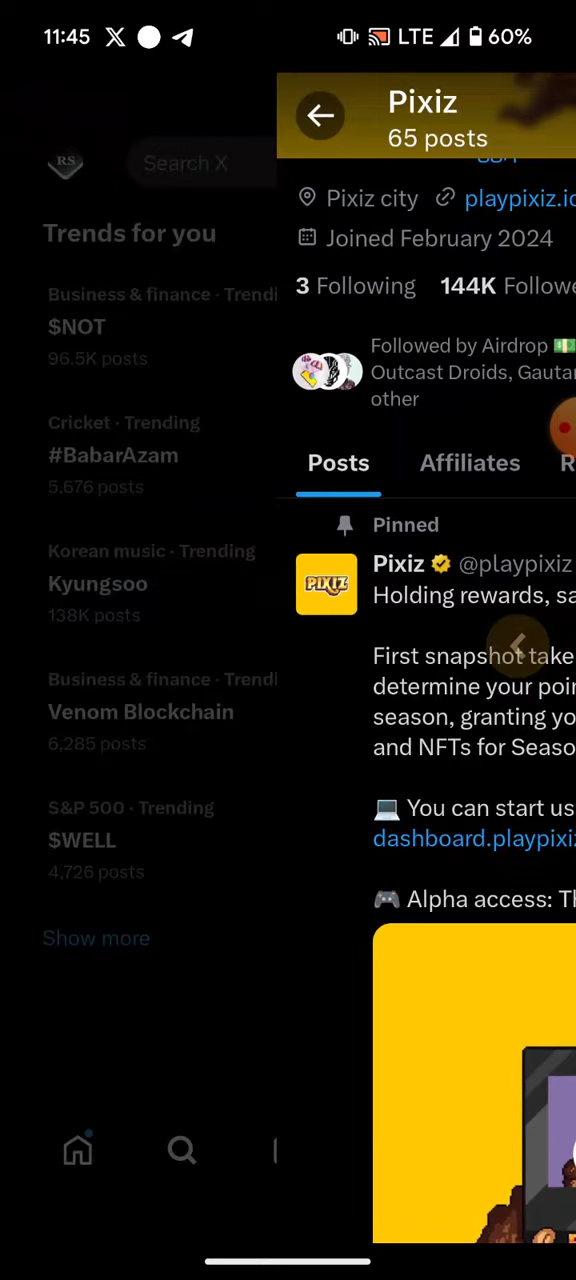 11:45 LTE 60%
Pixiz
65 posts
RS
Search X
Pixiz city playpixiz.io
Joined February 2024
Trends for you
3 Following 144K Followe
Business & finance · Trendi
$NOT
96.5K posts
Followed by Airdrop
Outcast Droids, Gautar
other
Cricket · Trending
#BabarAzam
5,676 posts
Posts Affiliates R
Pinned
Korean music · Trending
Kyungsoo
138K posts
PIXIZ
Pixiz @playpixiz
Holding rewards, sa
First snapshot take
determine your poin
season, granting yo
and NFTs for Seaso
Business & finance · Trendi
Venom Blockchain
6,285 posts
S&P 500 · Trending
$WELL
4,726 posts
You can start us
dashboard.playpixiz
Alpha access: Th
Show more